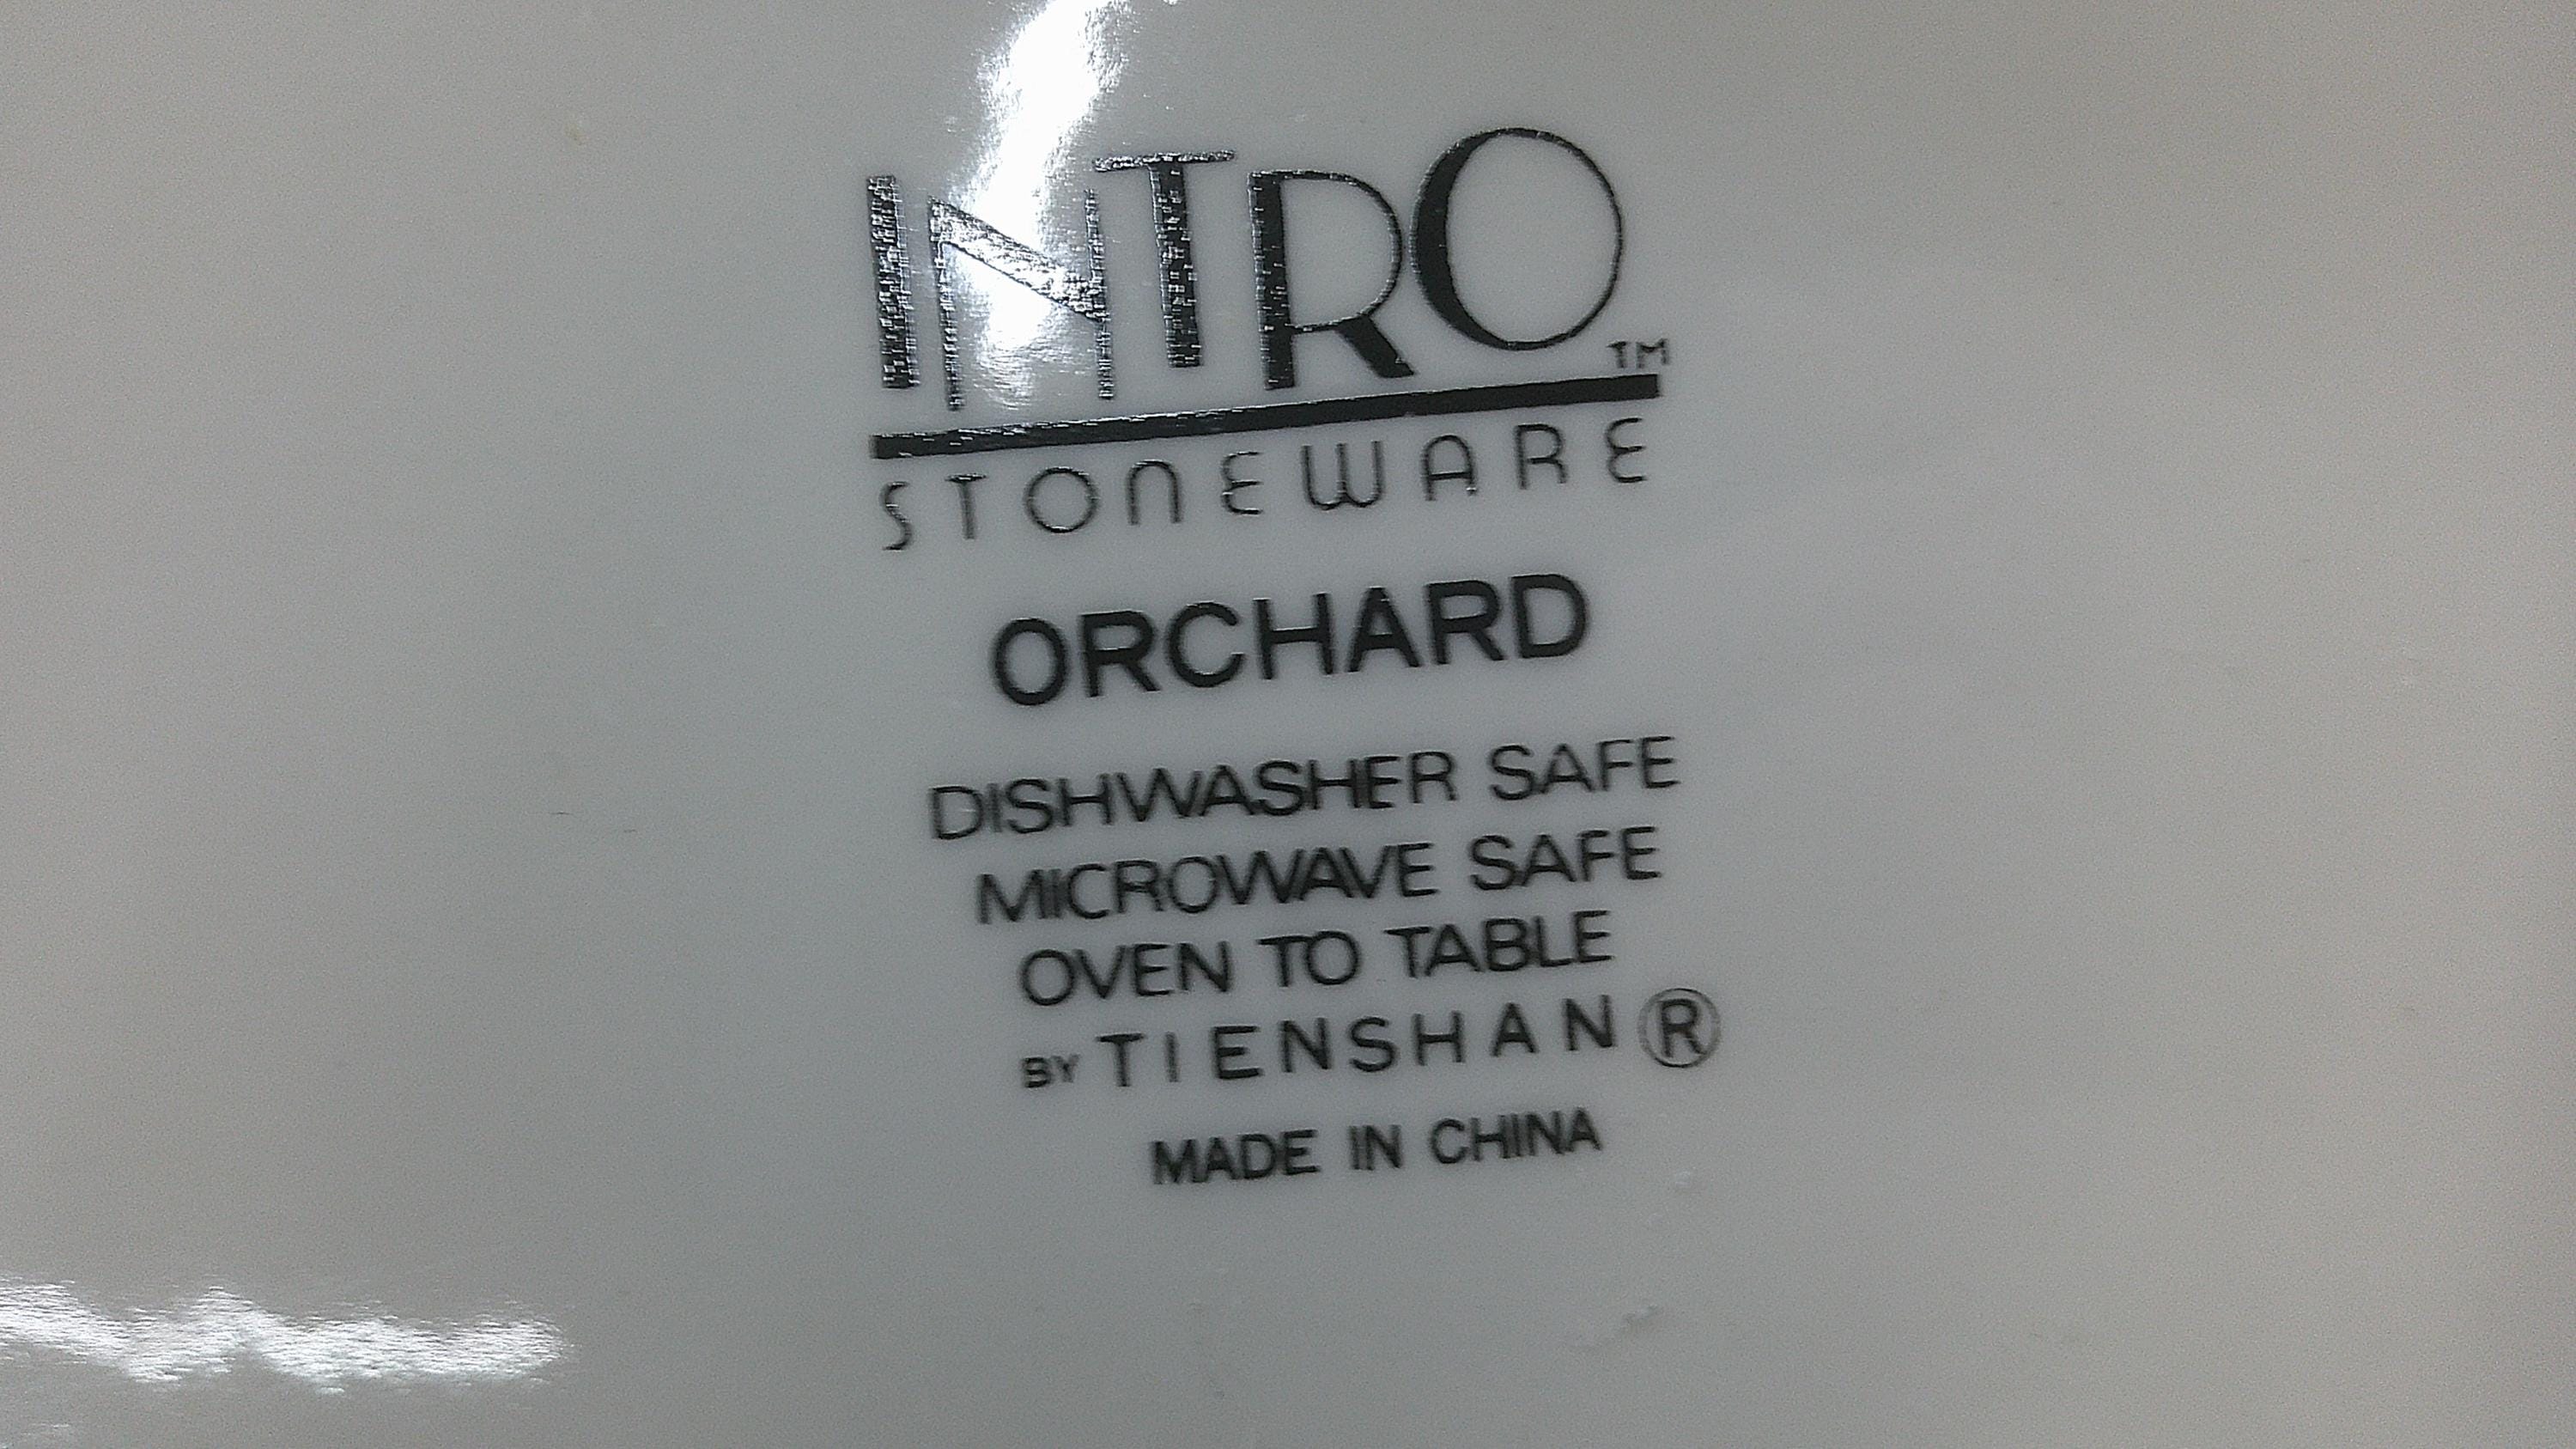 INTRO™
STONEWARE
ORCHARD
DISHWASHER SAFE
MICROWAVE SAFE
OVEN TO TABLE
BY TIENSHAN®
MADE IN CHINA